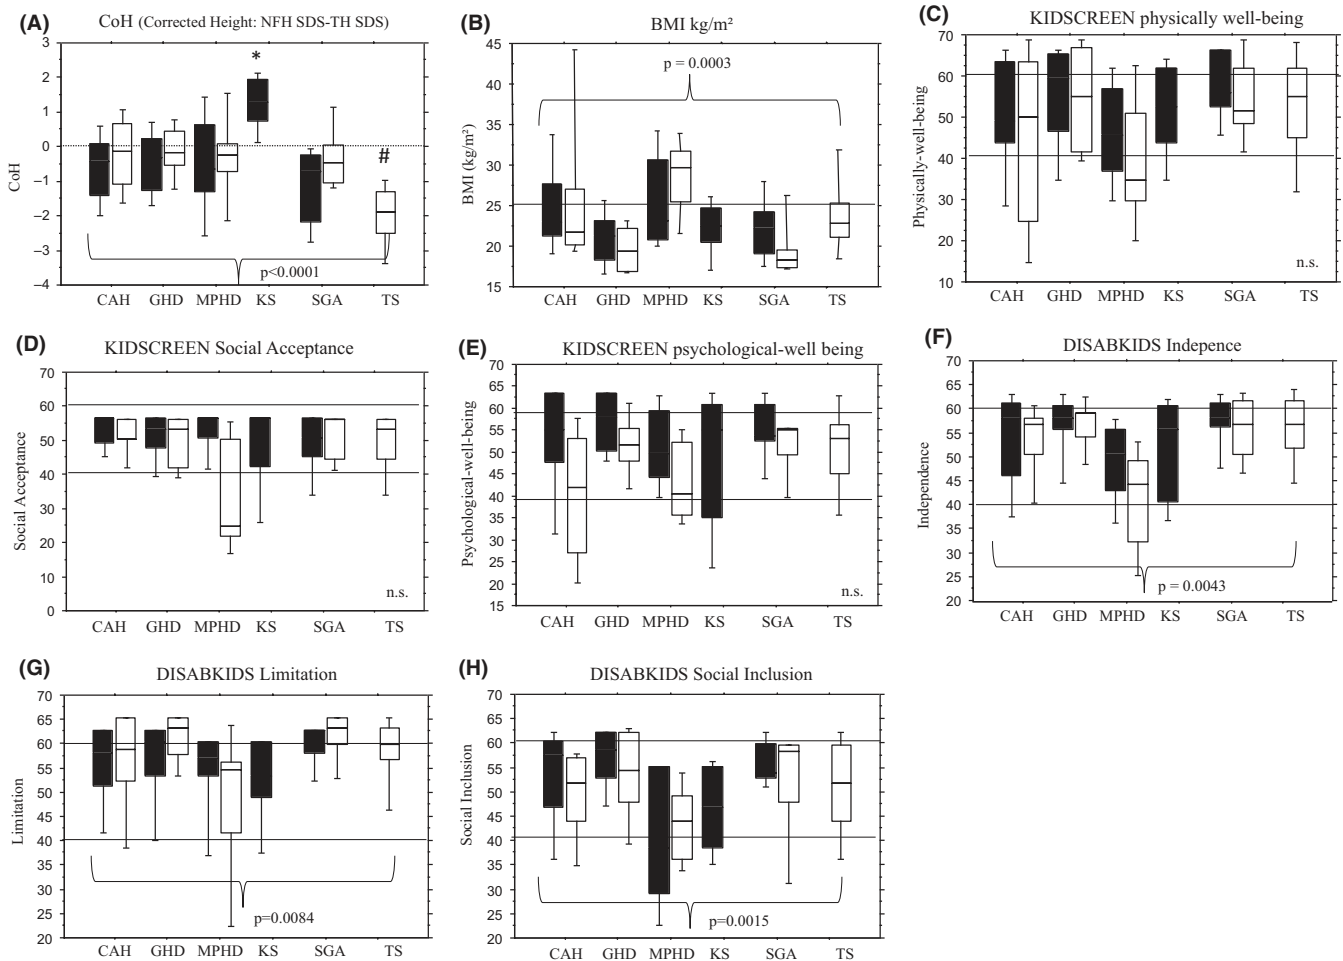 (A)
CoH (Corrected Height: NFH SDS-TH SDS)
CoH
3
2
1
0
−1
−2
−3
−4
*
#
p<0.0001
CAH GHD MPHD KS SGA TS
(B)
BMI kg/m²
BMI (kg/m²)
45
40
35
30
25
20
15
p = 0.0003
CAH GHD MPHD KS SGA TS
(C)
KIDSCREEN physically well-being
Physically-well-being
70
60
50
40
30
20
10
n.s.
CAH GHD MPHD KS SGA TS
(D)
KIDSCREEN Social Acceptance
Social Acceptance
70
60
50
40
30
20
10
0
n.s.
CAH GHD MPHD KS SGA TS
(E)
KIDSCREEN psychological-well being
Psychological-well-being
70
65
60
55
50
45
40
35
30
25
20
15
n.s.
CAH GHD MPHD KS SGA TS
(F)
DISABKIDS Indepence
Independence
70
65
60
55
50
45
40
35
30
25
20
p = 0.0043
CAH GHD MPHD KS SGA TS
(G)
DISABKIDS Limitation
Limitation
70
65
60
55
50
45
40
35
30
25
20
p=0.0084
CAH GHD MPHD KS SGA TS
(H)
DISABKIDS Social Inclusion
Social Inclusion
70
65
60
55
50
45
40
35
30
25
20
p=0.0015
CAH GHD MPHD KS SGA TS